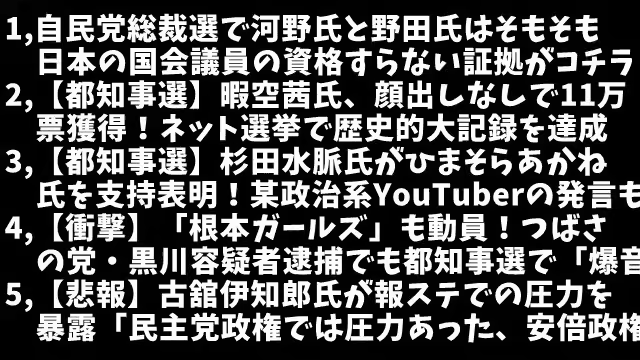 1,自民党総裁選で河野氏と野田氏はそもそも
日本の国会議員の資格すらない証拠がコチラ
2,【都知事選】暇空茜氏、顔出しなしで11万
票獲得！ネット選挙で歴史的大記録を達成
3,【都知事選】杉田水脈氏がひまそらあかね
氏を支持表明！某政治系YouTuberの発言も
4,【衝撃】「根本ガールズ」も動員！つばさ
の党・黒川容疑者逮捕でも都知事選で「爆音
5,【悲報】古舘伊知郎氏が報ステでの圧力を
暴露「民主党政権では圧力あった、安倍政権